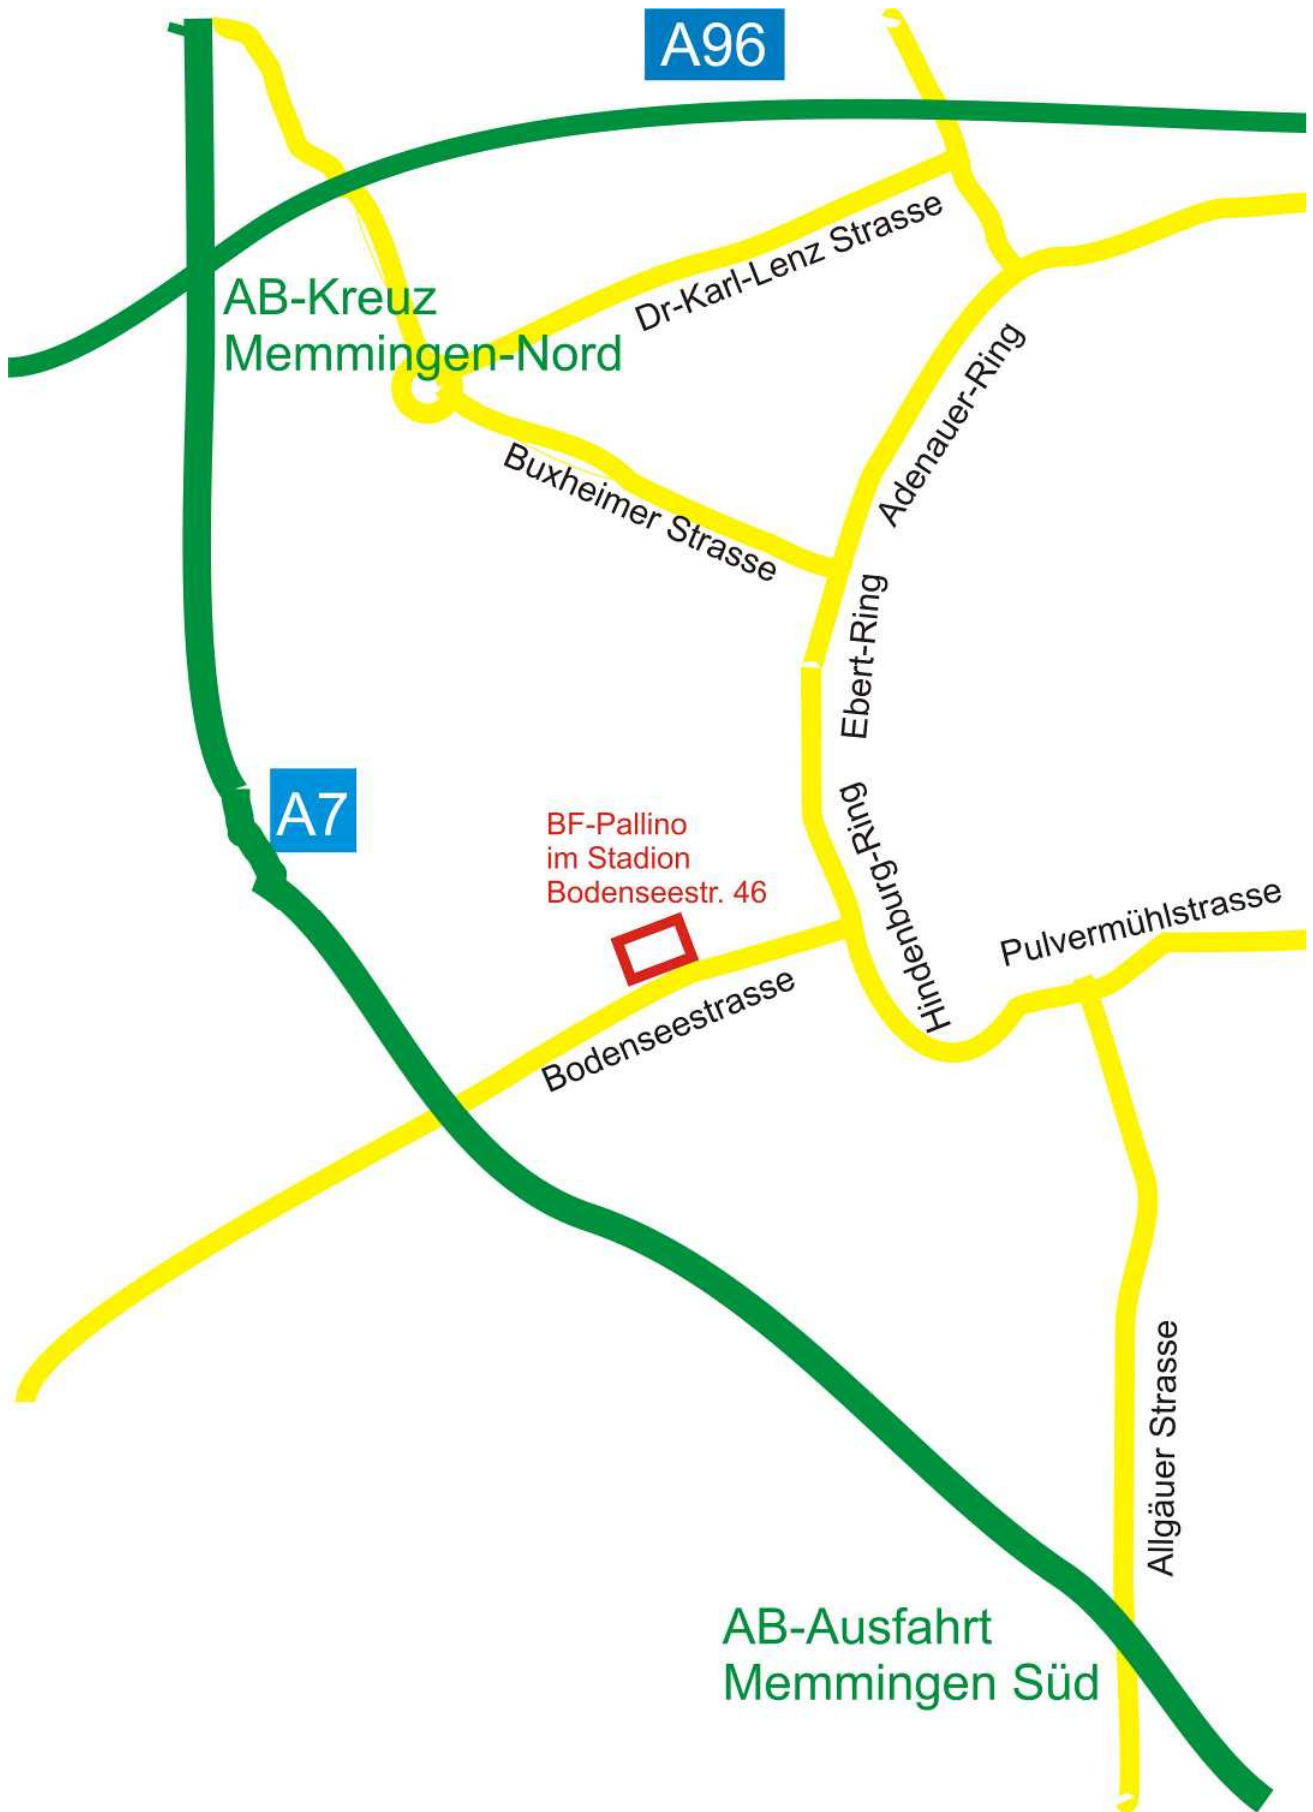 A96
Dr-Karl-Lenz Strasse
AB-Kreuz
Memmingen-Nord
Adenauer-Ring
Buxheimer Strasse
Ebert-Ring
A7
Hindenburg-Ring
BF-Pallino
im Stadion
Bodenseestr. 46
Pulvermühlstrasse
Bodenseestrasse
Allgäuer Strasse
AB-Ausfahrt
Memmingen Süd